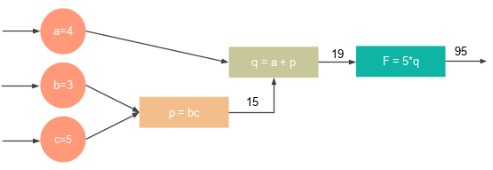 a=4
b=3
c=5
p = bc
15
q = a + p
19
F = 5*q
95